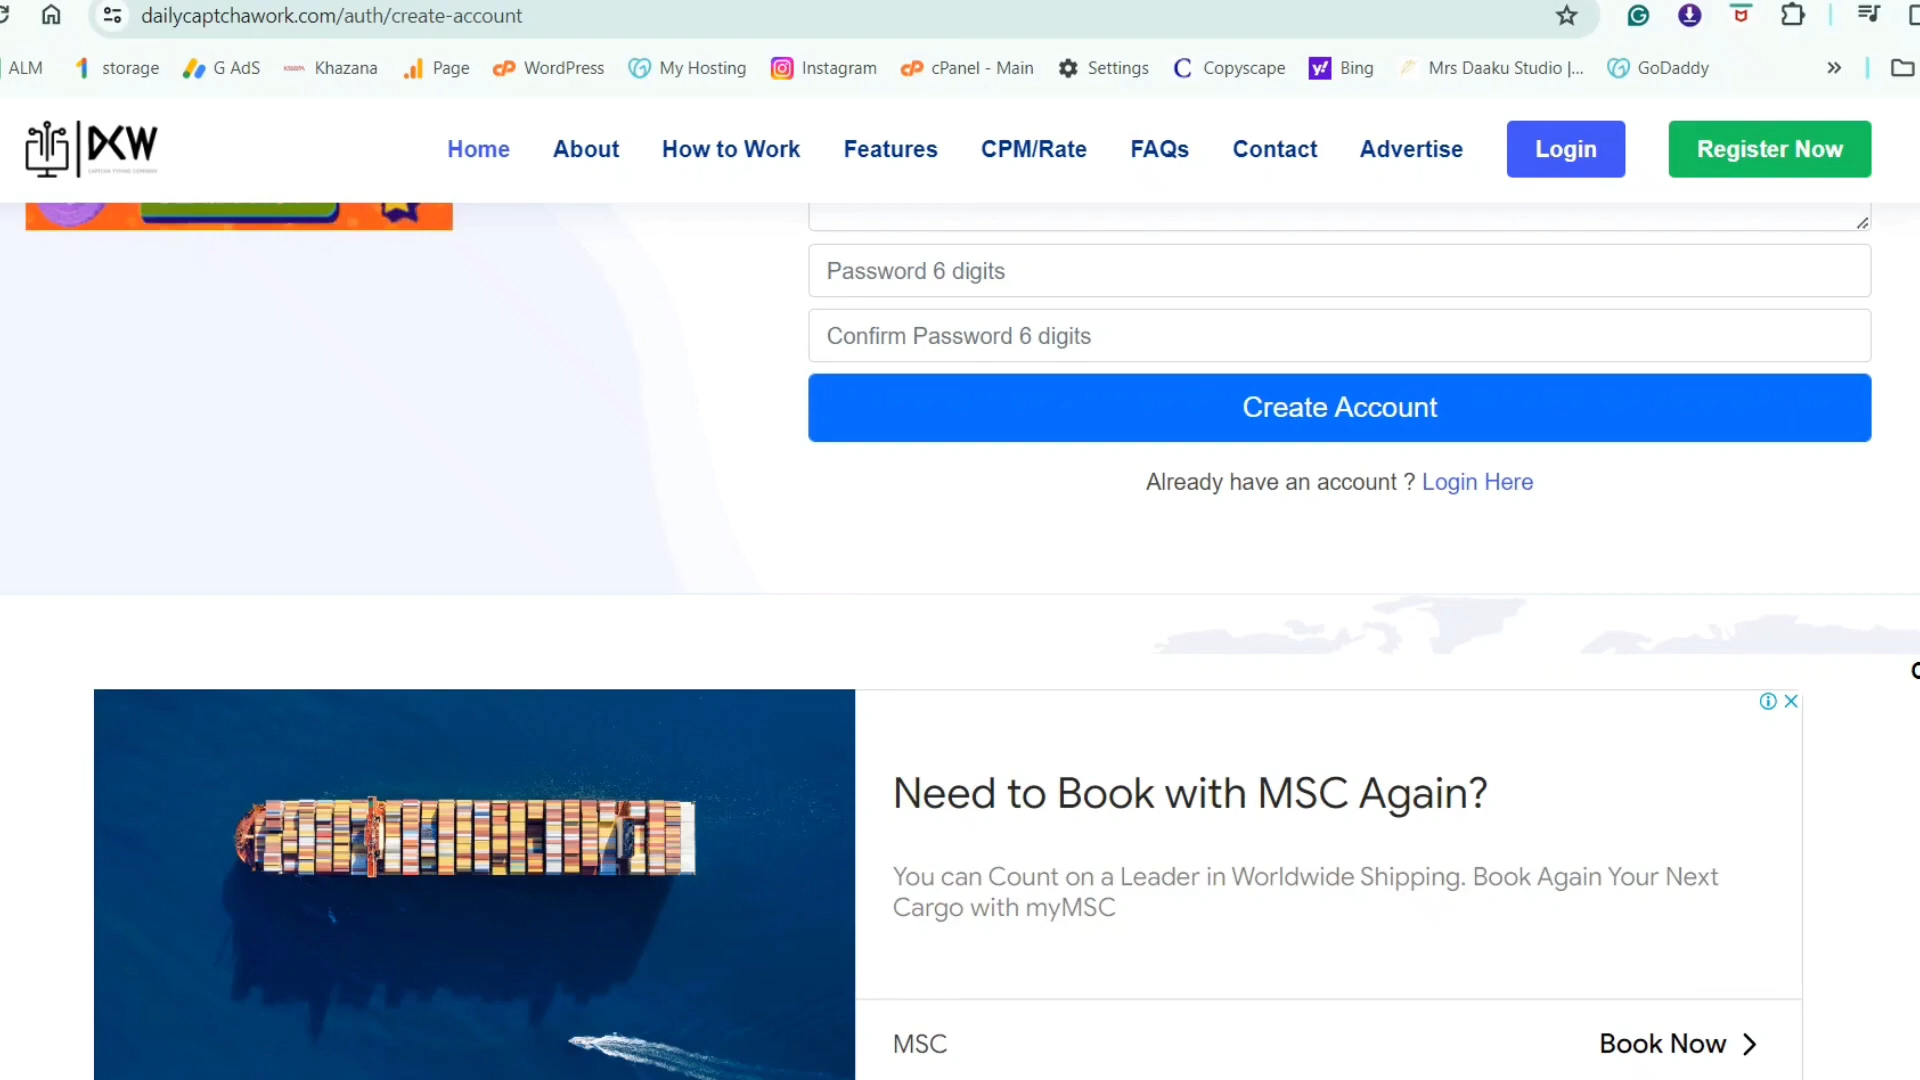 dailycaptchawork.com/auth/create-account
ALM storage G AdS Khazana Page WordPress My Hosting Instagram cPanel - Main Settings Copyscape Bing Mrs Daaku Studio |... GoDaddy
DCW
Home About How to Work Features CPM/Rate FAQs Contact Advertise Login Register Now
Password 6 digits
Confirm Password 6 digits
Create Account
Already have an account ? Login Here
Need to Book with MSC Again?
You can Count on a Leader in Worldwide Shipping. Book Again Your Next
Cargo with myMSC
MSC Book Now